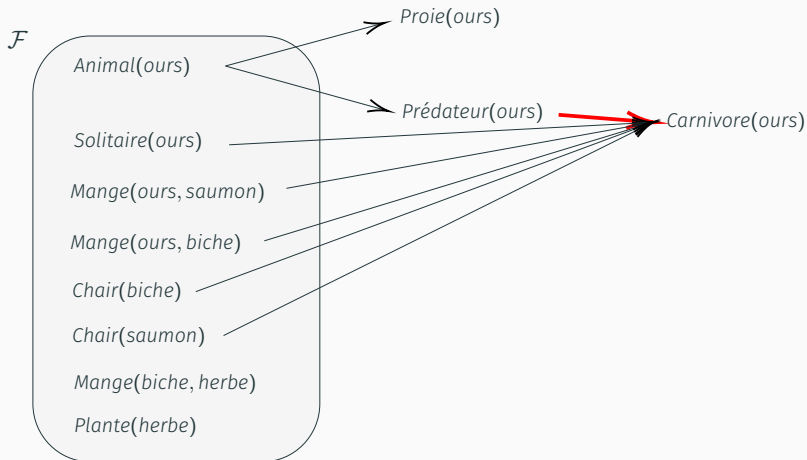 Proie(ours)
ℱ
Animal(ours)
Prédateur(ours)
Carnivore(ours)
Solitaire(ours)
Mange(ours, saumon)
Mange(ours, biche)
Chair(biche)
Chair(saumon)
Mange(biche, herbe)
Plante(herbe)